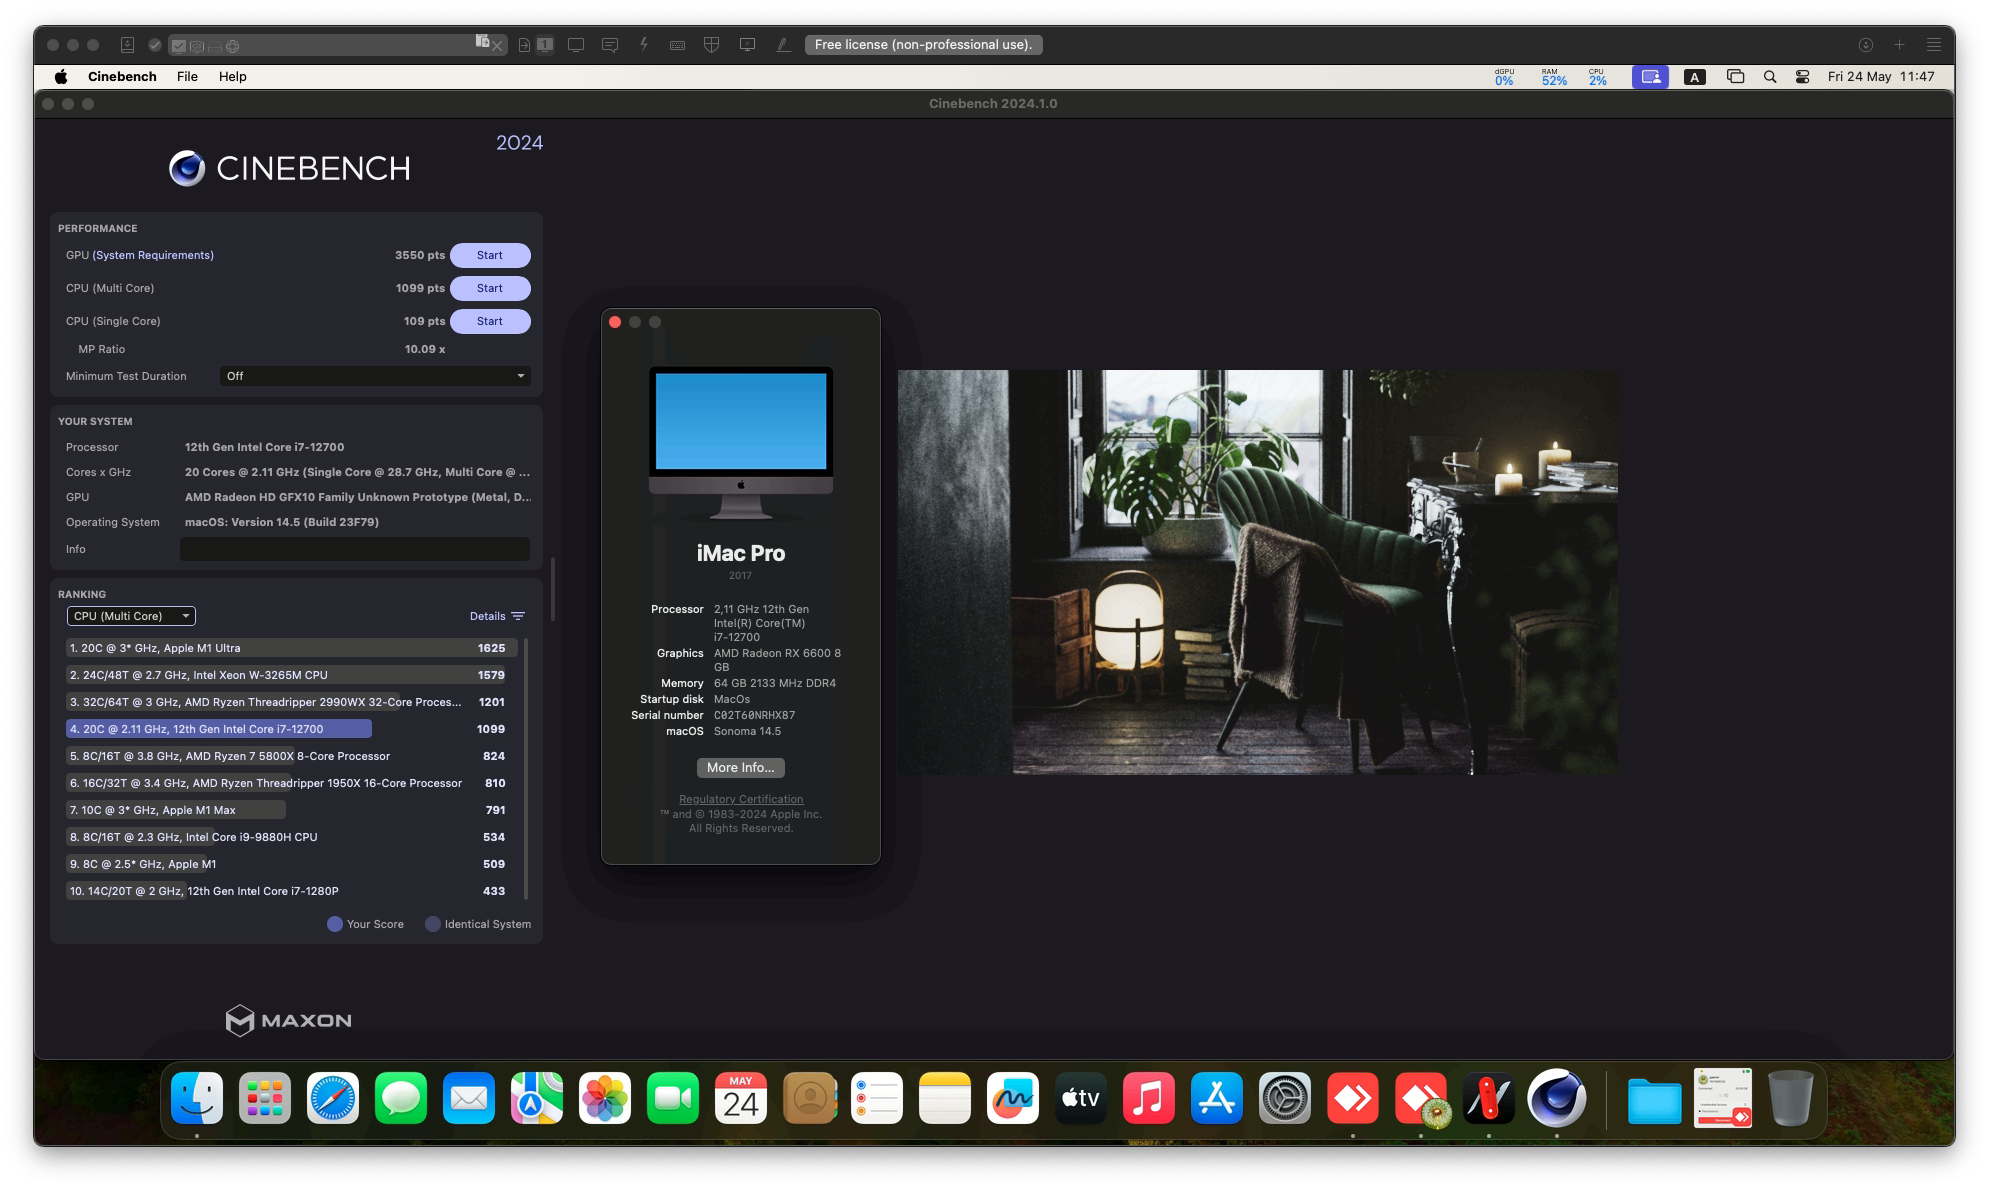 1
Free license (non-professional use).
Cinebench File Help
dGPU 0% RAM 52% CPU 2% A Fri 24 May 11:47
Cinebench 2024.1.0
2024
CINEBENCH
PERFORMANCE
GPU (System Requirements) 3550 pts Start
CPU (Multi Core) 1099 pts Start
CPU (Single Core) 109 pts Start
MP Ratio 10.09 x
Minimum Test Duration Off
YOUR SYSTEM
Processor 12th Gen Intel Core i7-12700
Cores x GHz 20 Cores @ 2.11 GHz (Single Core @ 28.7 GHz, Multi Core @ ...
GPU AMD Radeon HD GFX10 Family Unknown Prototype (Metal, D...
Operating System macOS: Version 14.5 (Build 23F79)
Info
RANKING
CPU (Multi Core) Details
1. 20C @ 3* GHz, Apple M1 Ultra 1625
2. 24C/48T @ 2.7 GHz, Intel Xeon W-3265M CPU 1579
3. 32C/64T @ 3 GHz, AMD Ryzen Threadripper 2990WX 32-Core Proces... 1201
4. 20C @ 2.11 GHz, 12th Gen Intel Core i7-12700 1099
5. 8C/16T @ 3.8 GHz, AMD Ryzen 7 5800X 8-Core Processor 824
6. 16C/32T @ 3.4 GHz, AMD Ryzen Threadripper 1950X 16-Core Processor 810
7. 10C @ 3* GHz, Apple M1 Max 791
8. 8C/16T @ 2.3 GHz, Intel Core i9-9880H CPU 534
9. 8C @ 2.5* GHz, Apple M1 509
10. 14C/20T @ 2 GHz, 12th Gen Intel Core i7-1280P 433
Your Score Identical System
MAXON
iMac Pro
2017
Processor 2,11 GHz 12th Gen
Intel(R) Core(TM)
i7-12700
Graphics AMD Radeon RX 6600 8
GB
Memory 64 GB 2133 MHz DDR4
Startup disk MacOs
Serial number C02T60NRHX87
macOS Sonoma 14.5
More Info...
Regulatory Certification
™ and © 1983-2024 Apple Inc.
All Rights Reserved.
MAY
24
tv